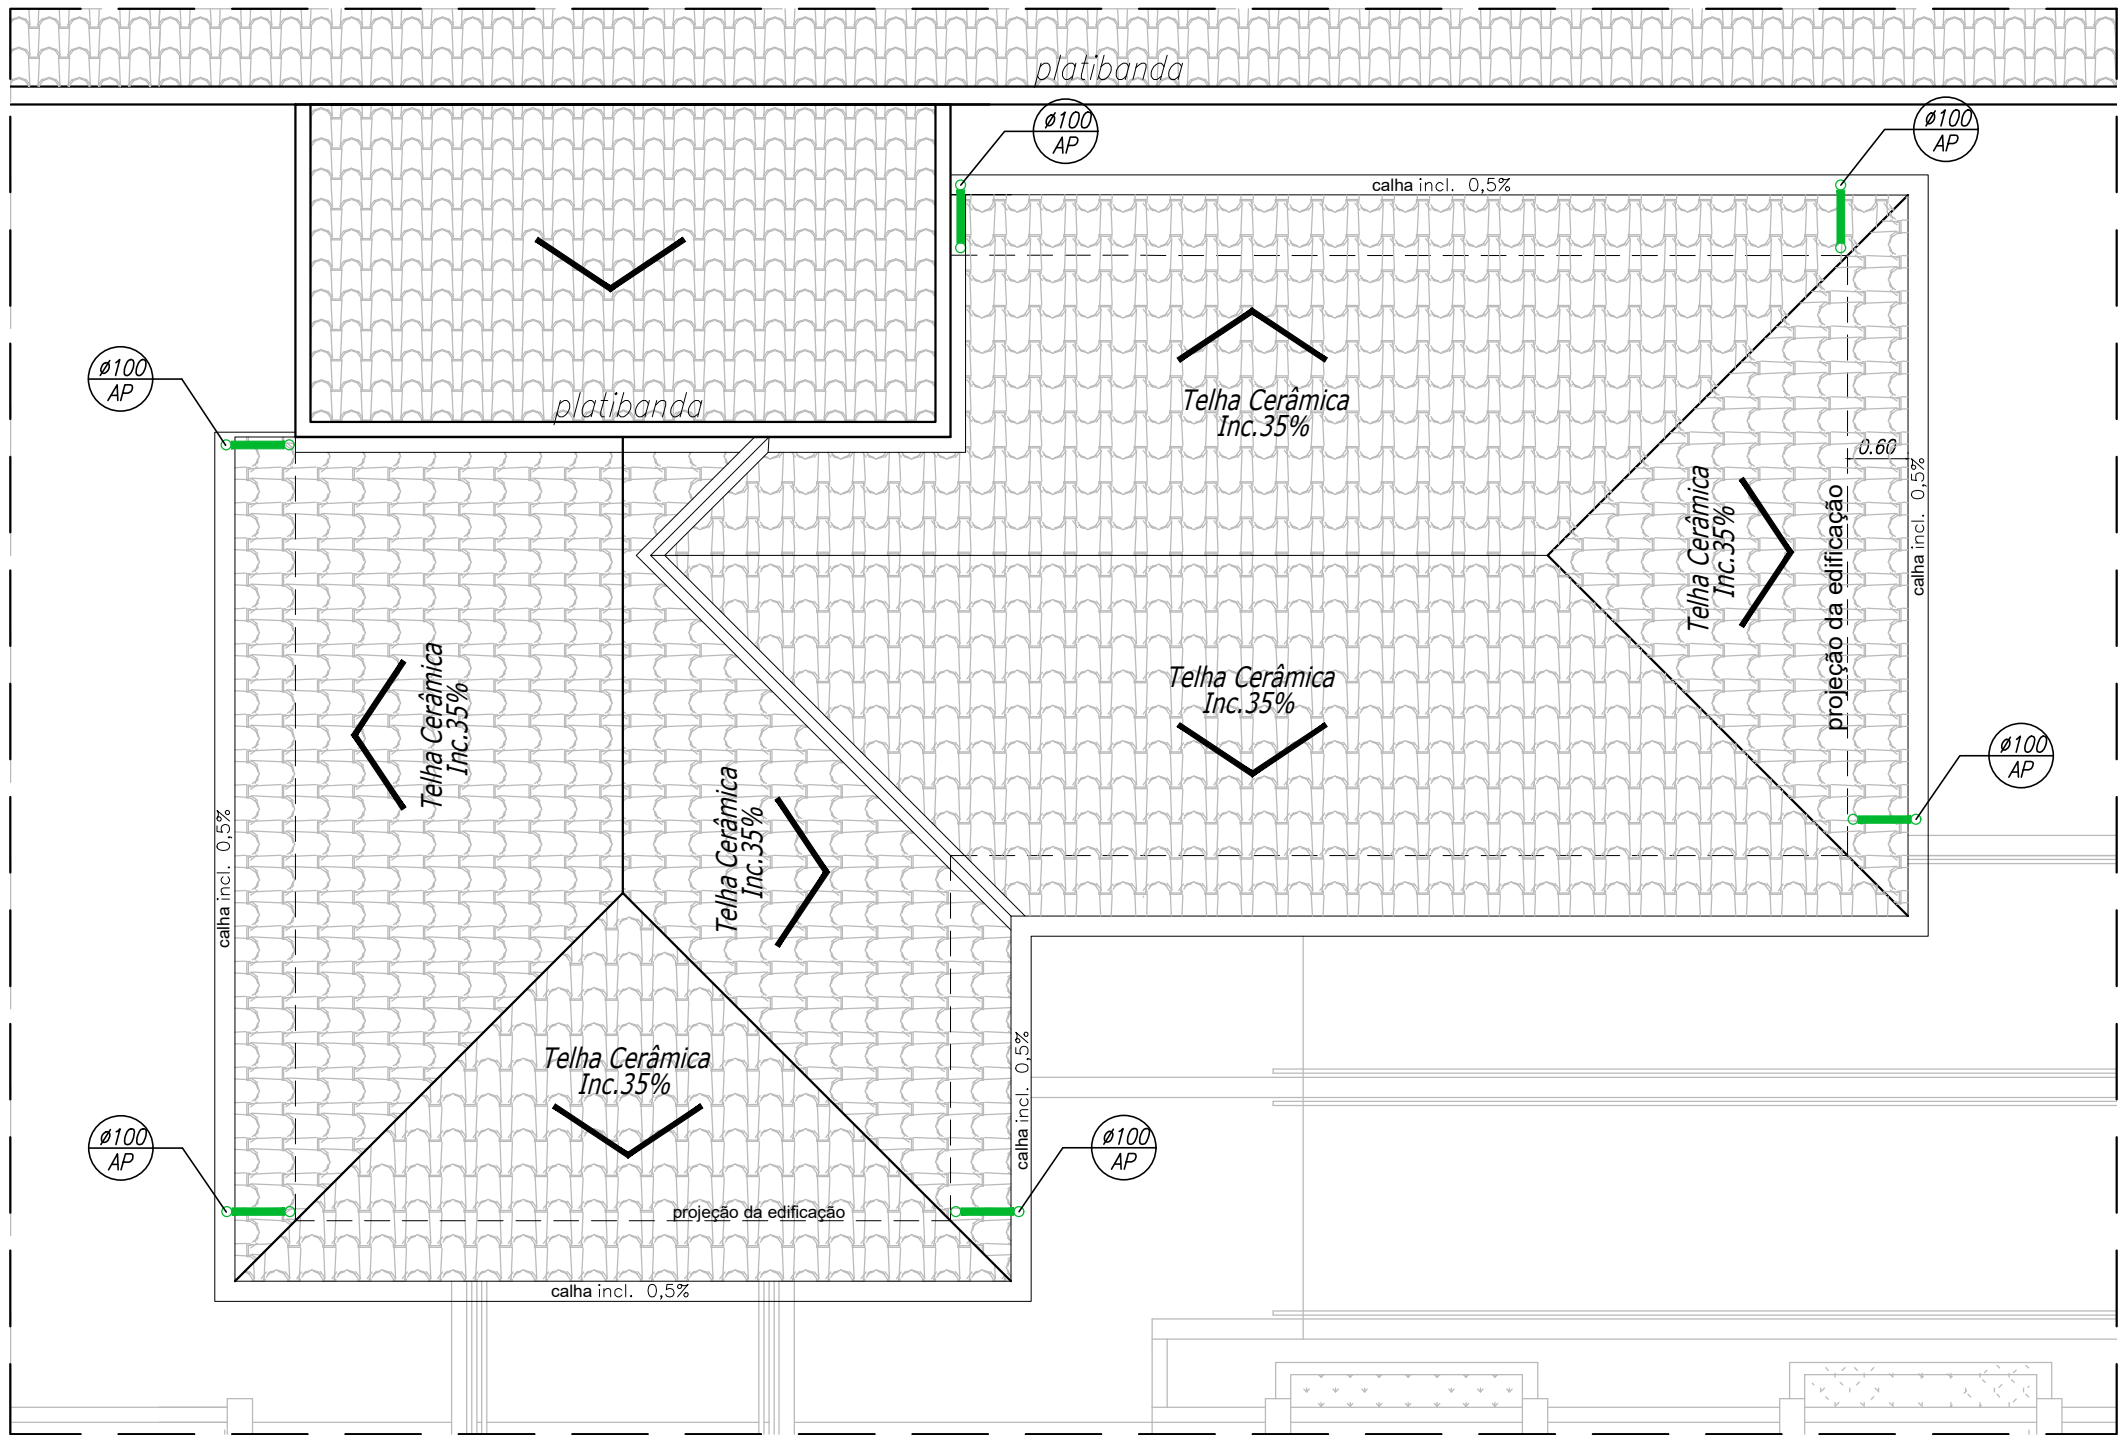 platibanda
ø100
AP
ø100
AP
calha incl. 0,5%
ø100
AP
platibanda
Telha Cerâmica
Inc.35%
0.60
calha incl. 0,5%
Telha Cerâmica
Inc.35%
projeção da edificação
Telha Cerâmica
Inc.35%
Telha Cerâmica
Inc.35%
ø100
AP
Telha Cerâmica
Inc.35%
calha incl. 0,5%
Telha Cerâmica
Inc.35%
calha incl. 0,5%
ø100
AP
ø100
AP
projeção da edificação
calha incl. 0,5%